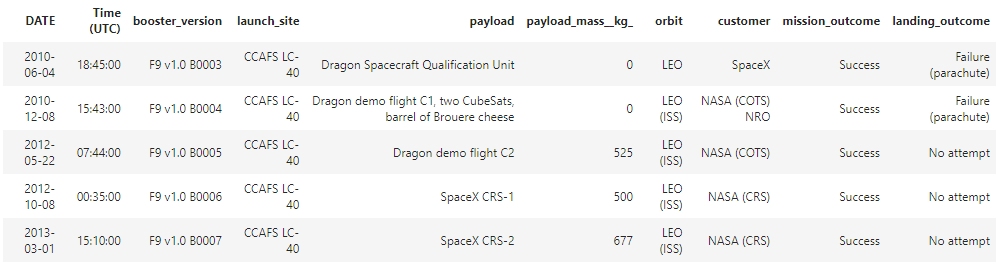 DATE Time (UTC) booster_version launch_site payload payload_mass__kg_ orbit customer mission_outcome landing_outcome
2010-06-04 18:45:00 F9 v1.0 B0003 CCAFS LC-40 Dragon Spacecraft Qualification Unit 0 LEO SpaceX Success Failure (parachute)
2010-12-08 15:43:00 F9 v1.0 B0004 CCAFS LC-40 Dragon demo flight C1, two CubeSats, barrel of Brouere cheese 0 LEO (ISS) NASA (COTS) NRO Success Failure (parachute)
2012-05-22 07:44:00 F9 v1.0 B0005 CCAFS LC-40 Dragon demo flight C2 525 LEO (ISS) NASA (COTS) Success No attempt
2012-10-08 00:35:00 F9 v1.0 B0006 CCAFS LC-40 SpaceX CRS-1 500 LEO (ISS) NASA (CRS) Success No attempt
2013-03-01 15:10:00 F9 v1.0 B0007 CCAFS LC-40 SpaceX CRS-2 677 LEO (ISS) NASA (CRS) Success No attempt